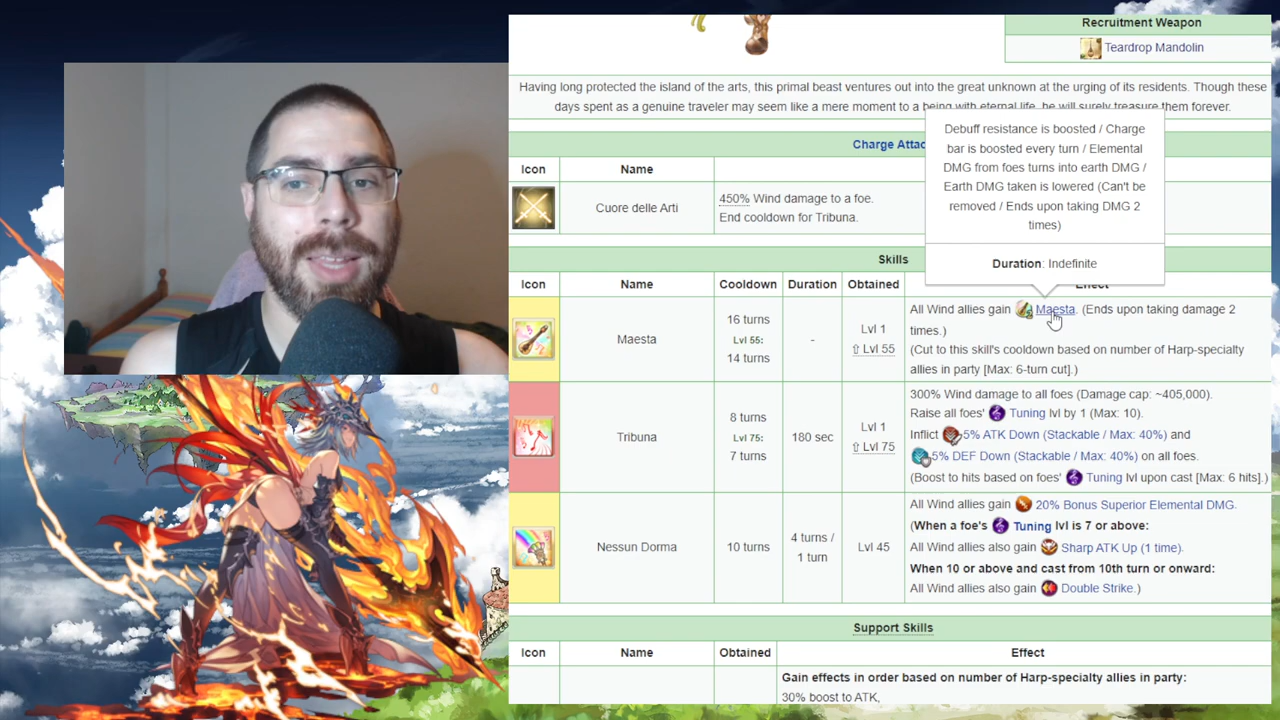 Recruitment Weapon
Teardrop Mandolin
Having long protected the island of the arts, this primal beast ventures out into the great unknown at the urging of its residents. Though these
days spent as a genuine traveler may seem like a mere moment to a being with eternal life, he will surely treasure them forever.
Debuff resistance is boosted / Charge
bar is boosted every turn / Elemental
DMG from foes turns into earth DMG /
Earth DMG taken is lowered (Can't be
removed / Ends upon taking DMG 2
times)
Duration: Indefinite
Charge Attac
Icon Name
Cuore delle Arti
450% Wind damage to a foe.
End cooldown for Tribuna.
Skills
Icon Name Cooldown Duration Obtained Effect
Maesta
16 turns
Lvl 55:
14 turns
-
Lvl 1
⇧ Lvl 55
All Wind allies gain Maesta. (Ends upon taking damage 2
times.)
(Cut to this skill's cooldown based on number of Harp-specialty
allies in party [Max: 6-turn cut].)
Tribuna
8 turns
Lvl 75:
7 turns
180 sec
Lvl 1
⇧ Lvl 75
300% Wind damage to all foes (Damage cap: ~405,000).
Raise all foes' Tuning lvl by 1 (Max: 10).
Inflict 5% ATK Down (Stackable / Max: 40%) and
5% DEF Down (Stackable / Max: 40%) on all foes.
(Boost to hits based on foes' Tuning lvl upon cast [Max: 6 hits].)
Nessun Dorma
10 turns
4 turns /
1 turn
Lvl 45
All Wind allies gain 20% Bonus Superior Elemental DMG.
(When a foe's Tuning lvl is 7 or above:
All Wind allies also gain Sharp ATK Up (1 time).
When 10 or above and cast from 10th turn or onward:
All Wind allies also gain Double Strike.)
Support Skills
Icon Name Obtained Effect
Gain effects in order based on number of Harp-specialty allies in party:
30% boost to ATK,